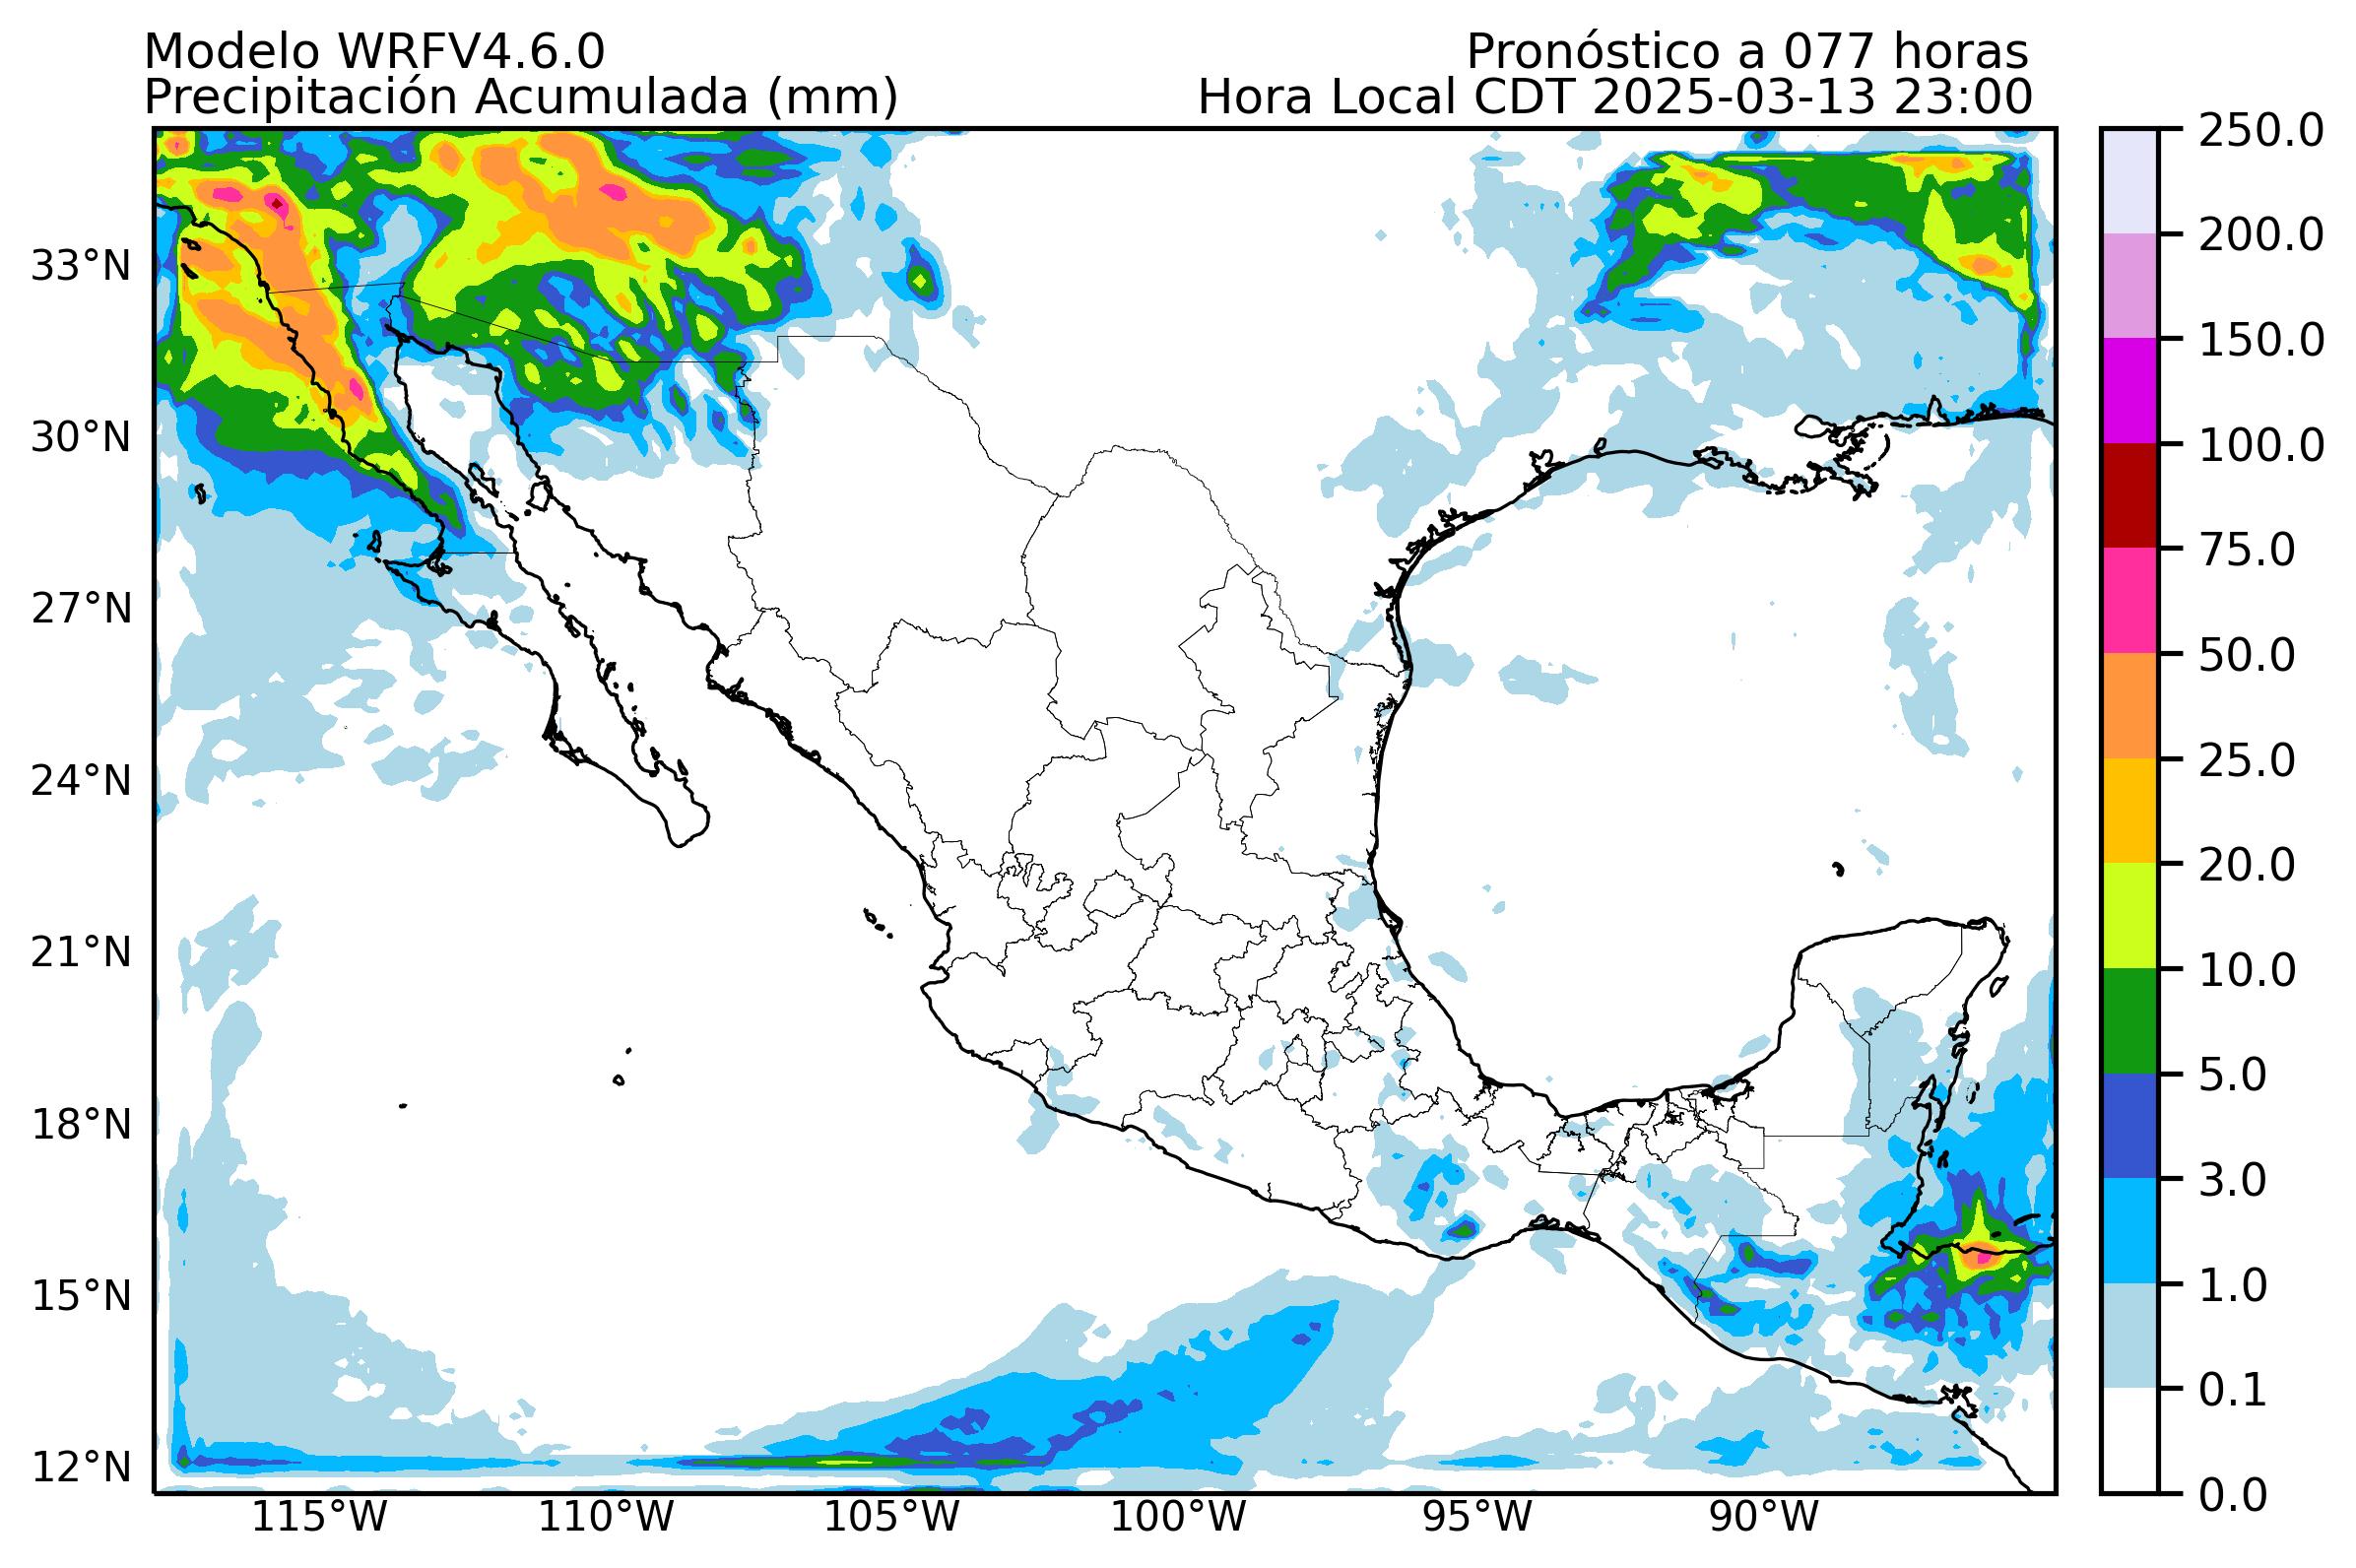 Modelo WRFV4.6.0
Pronóstico a 077 horas
Precipitación Acumulada (mm)
Hora Local CDT 2025-03-13 23:00
33°N
30°N
27°N
24°N
21°N
18°N
15°N
12°N
115°W
110°W
105°W
100°W
95°W
90°W
250.0
200.0
150.0
100.0
75.0
50.0
25.0
20.0
10.0
5.0
3.0
1.0
0.1
0.0